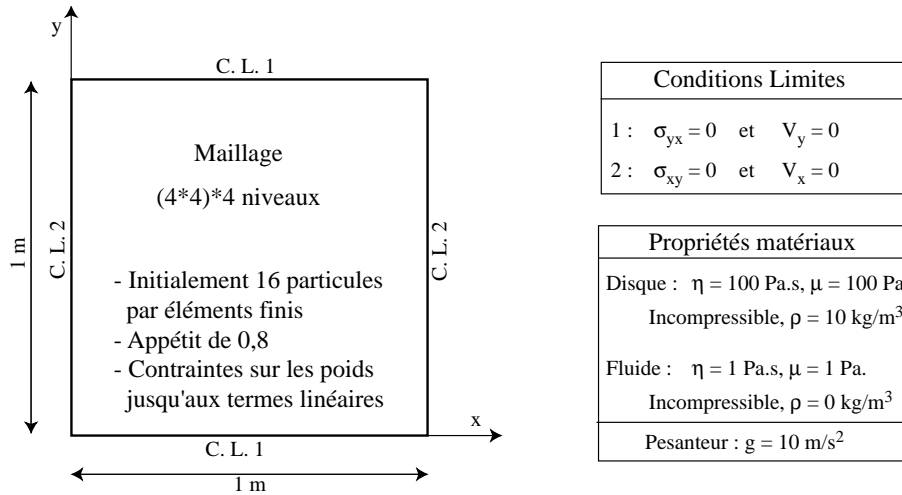 y
C. L. 1
Maillage
(4*4)*4 niveaux
1 m
C. L. 2
C. L. 2
- Initialement 16 particules
par éléments finis
- Appétit de 0,8
- Contraintes sur les poids
jusqu'aux termes linéaires
x
C. L. 1
1 m
Conditions Limites
1 : σyx = 0 et Vy = 0
2 : σxy = 0 et Vx = 0
Propriétés matériaux
Disque : η = 100 Pa.s, μ = 100 Pa
Incompressible, ρ = 10 kg/m³
Fluide : η = 1 Pa.s, μ = 1 Pa.
Incompressible, ρ = 0 kg/m³
Pesanteur : g = 10 m/s²